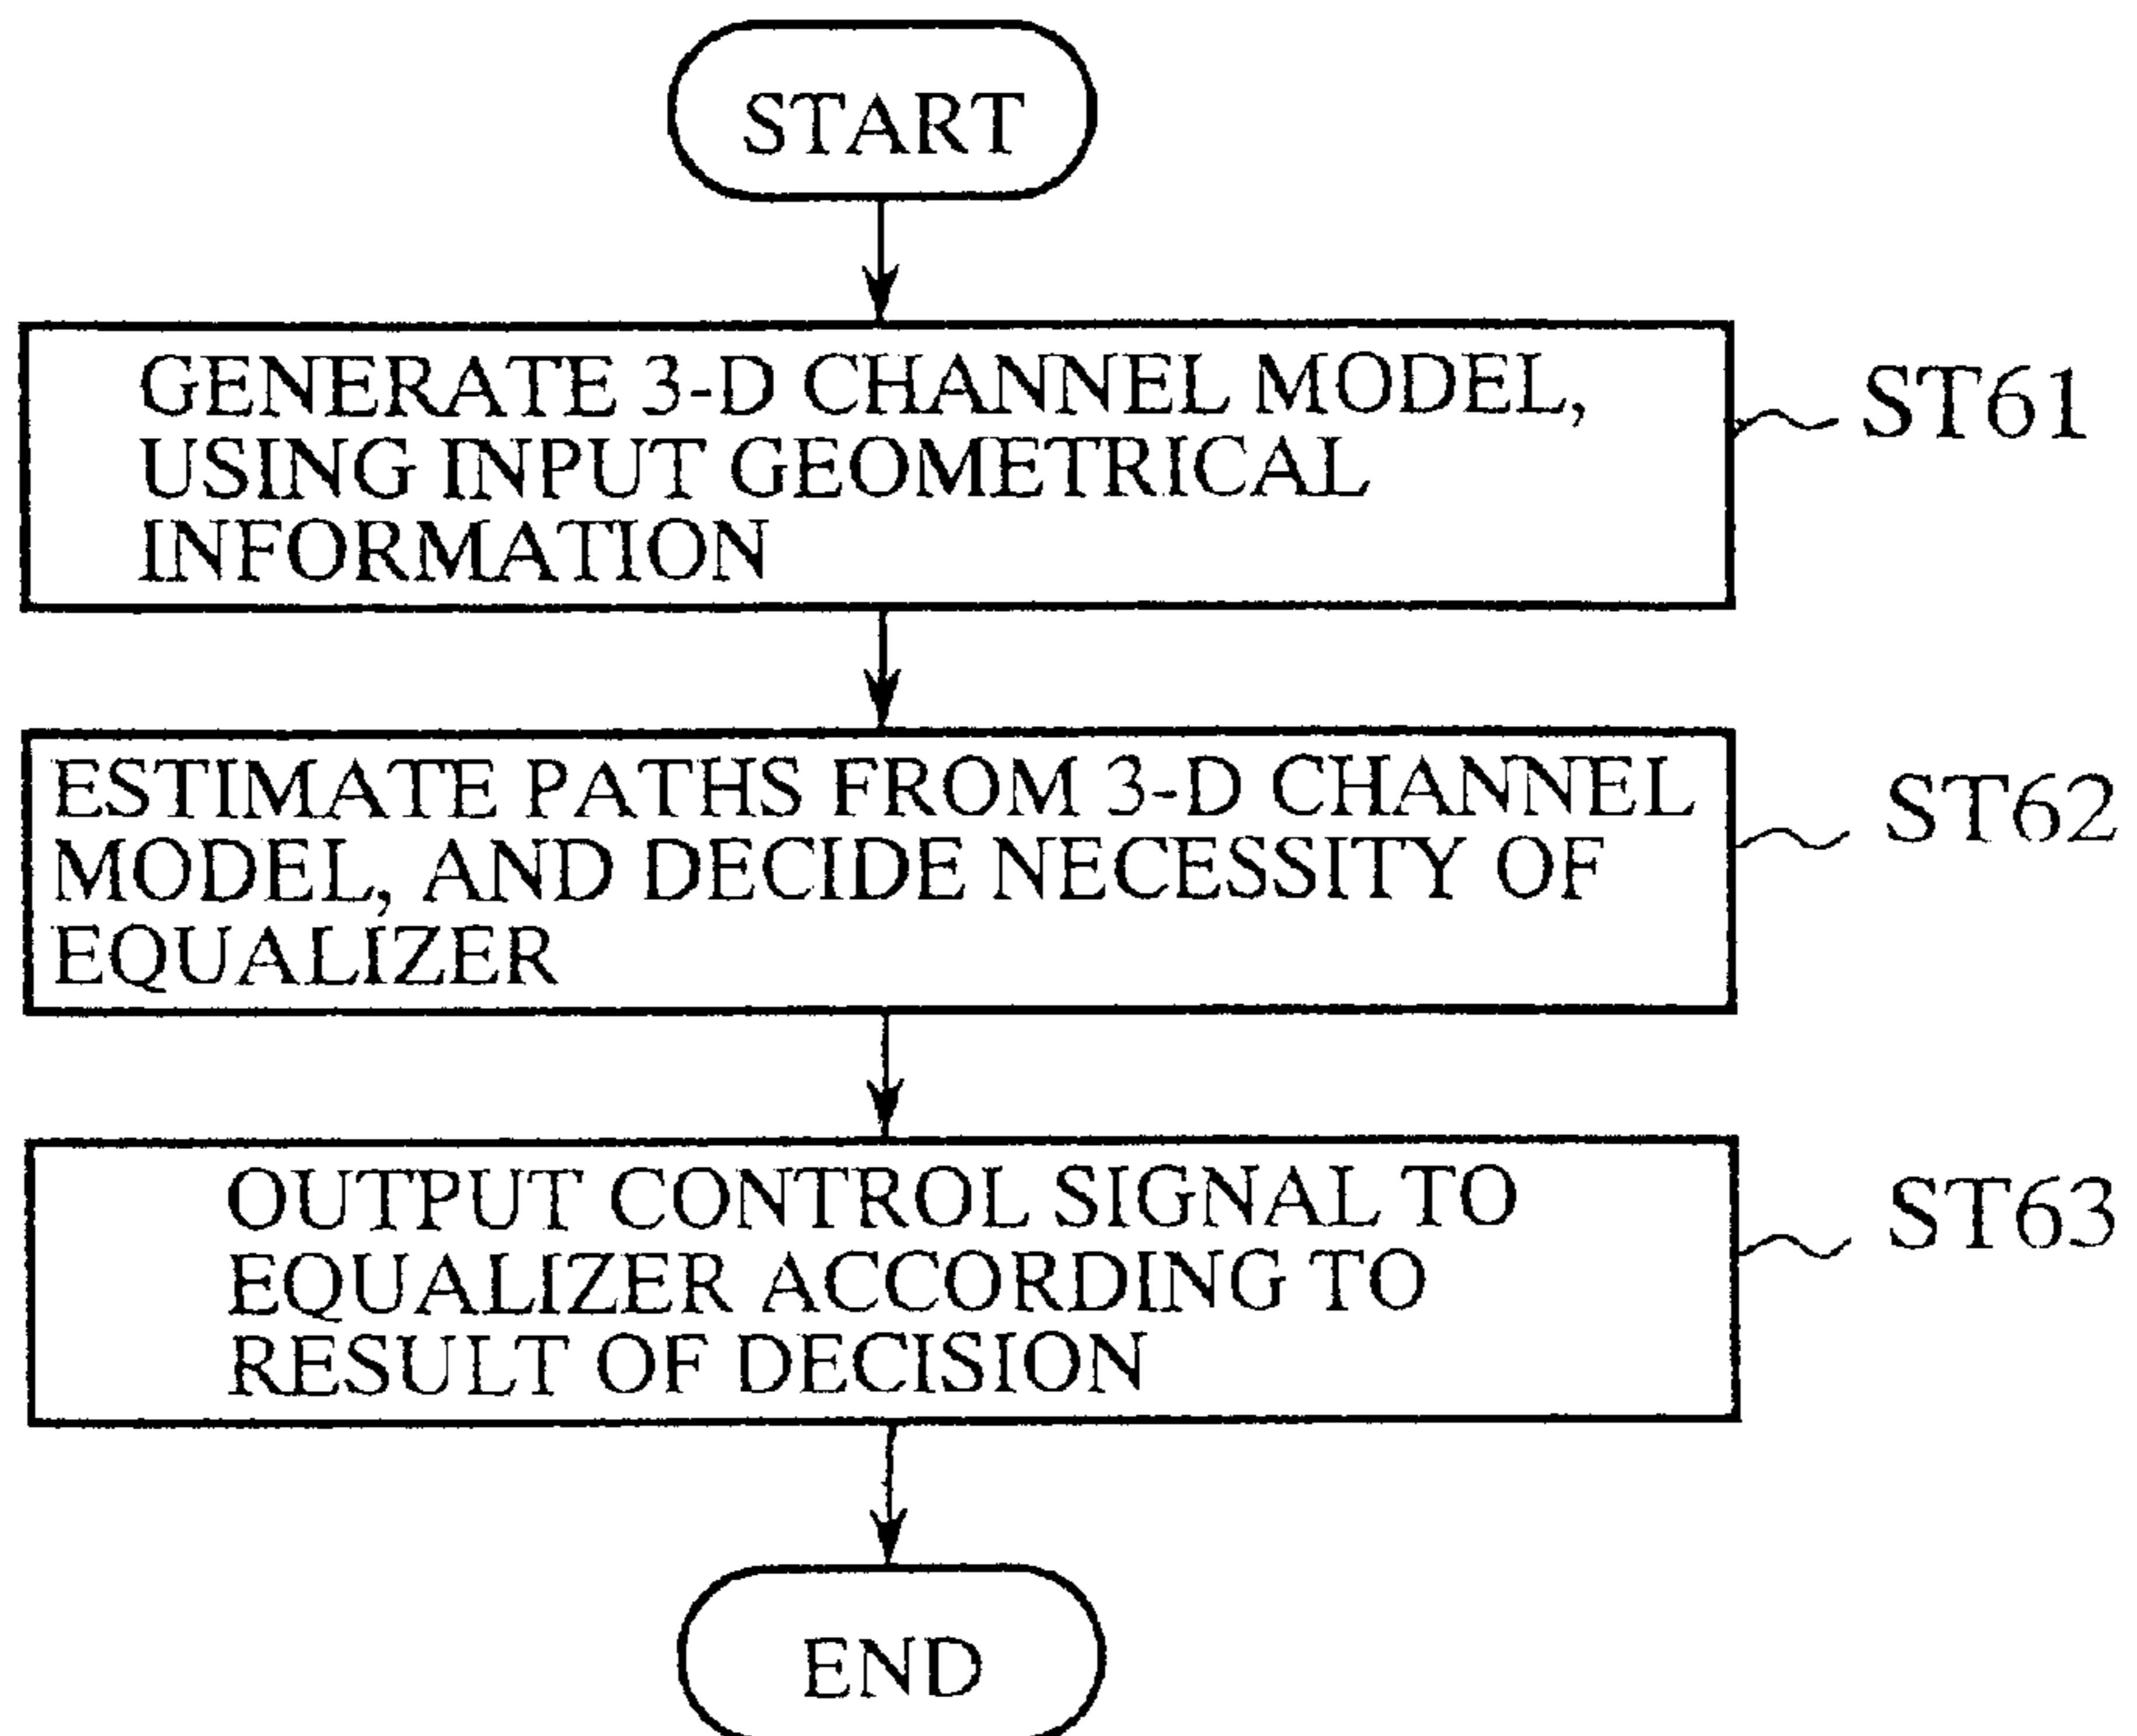 START
GENERATE 3-D CHANNEL MODEL,
USING INPUT GEOMETRICAL
INFORMATION
ST61
ESTIMATE PATHS FROM 3-D CHANNEL
MODEL, AND DECIDE NECESSITY OF
EQUALIZER
ST62
OUTPUT CONTROL SIGNAL TO
EQUALIZER ACCORDING TO
RESULT OF DECISION
ST63
END